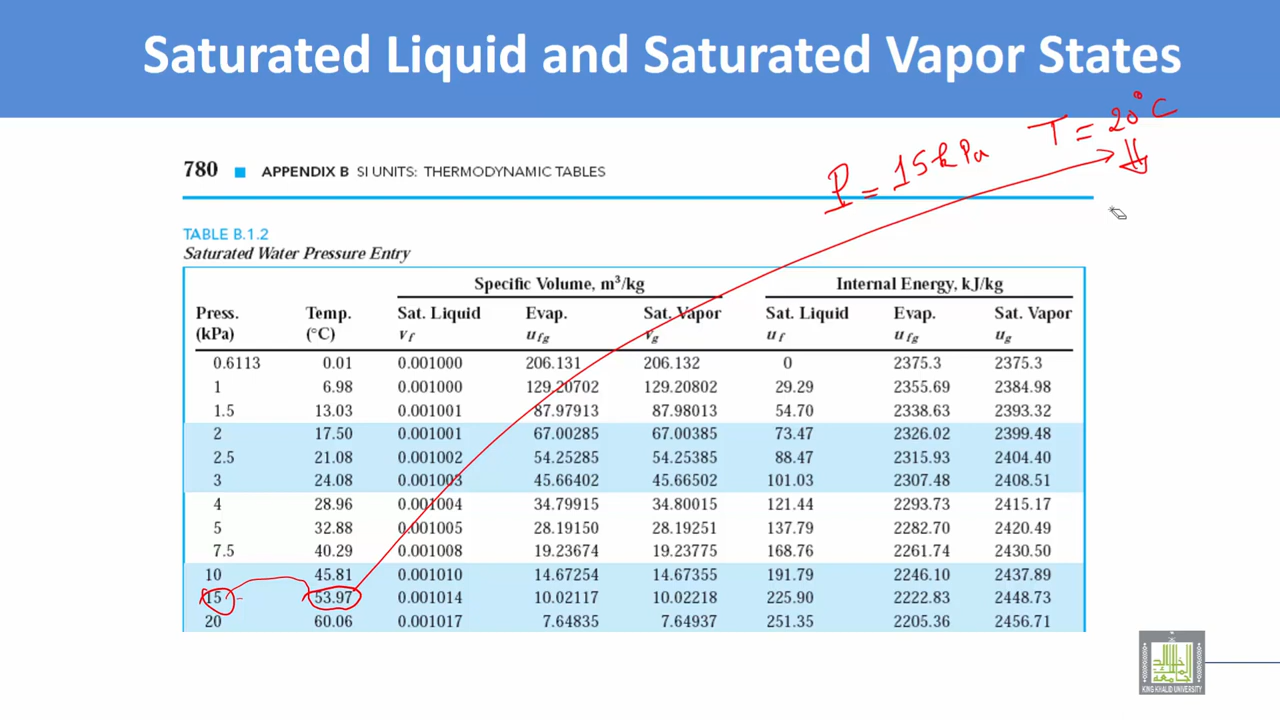 Saturated Liquid and Saturated Vapor States
P = 15 kPa T = 20°C
780 ■ APPENDIX B SI UNITS: THERMODYNAMIC TABLES
TABLE B.1.2
Saturated Water Pressure Entry
Specific Volume, m³/kg Internal Energy, kJ/kg
Press. Temp. Sat. Liquid Evap. Sat. Vapor Sat. Liquid Evap. Sat. Vapor
(kPa) (°C) vf ufg vg uf ufg ug
0.6113 0.01 0.001000 206.131 206.132 0 2375.3 2375.3
1 6.98 0.001000 129.20702 129.20802 29.29 2355.69 2384.98
1.5 13.03 0.001001 87.97913 87.98013 54.70 2338.63 2393.32
2 17.50 0.001001 67.00285 67.00385 73.47 2326.02 2399.48
2.5 21.08 0.001002 54.25285 54.25385 88.47 2315.93 2404.40
3 24.08 0.001003 45.66402 45.66502 101.03 2307.48 2408.51
4 28.96 0.001004 34.79915 34.80015 121.44 2293.73 2415.17
5 32.88 0.001005 28.19150 28.19251 137.79 2282.70 2420.49
7.5 40.29 0.001008 19.23674 19.23775 168.76 2261.74 2430.50
10 45.81 0.001010 14.67254 14.67355 191.79 2246.10 2437.89
15 53.97 0.001014 10.02117 10.02218 225.90 2222.83 2448.73
20 60.06 0.001017 7.64835 7.64937 251.35 2205.36 2456.71
KING KHALID UNIVERSITY